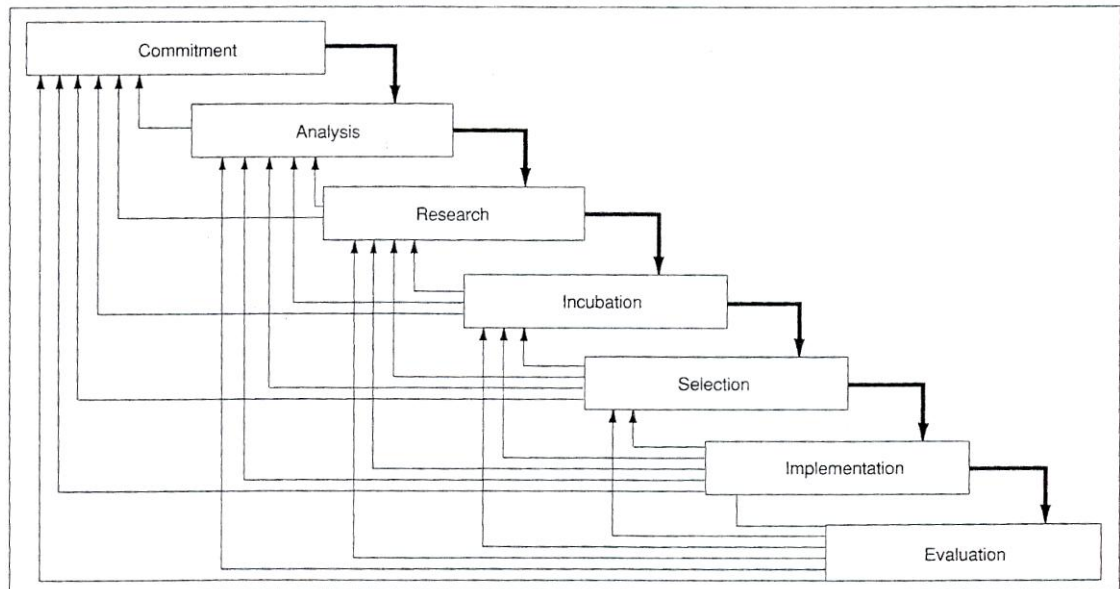 Commitment
Analysis
Research
Incubation
Selection
Implementation
Evaluation